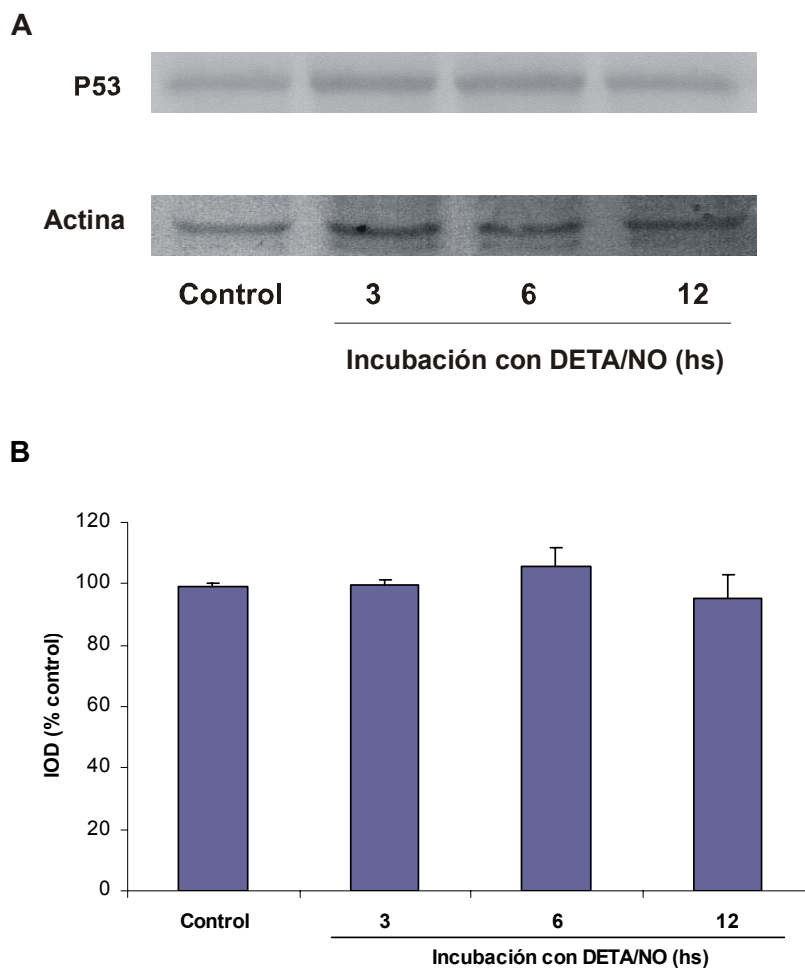 A
P53
Actina
Control 3 6 12
Incubación con DETA/NO (hs)
B
120
100
80
60
40
20
0
IOD (% control)
Control 3 6 12
Incubación con DETA/NO (hs)